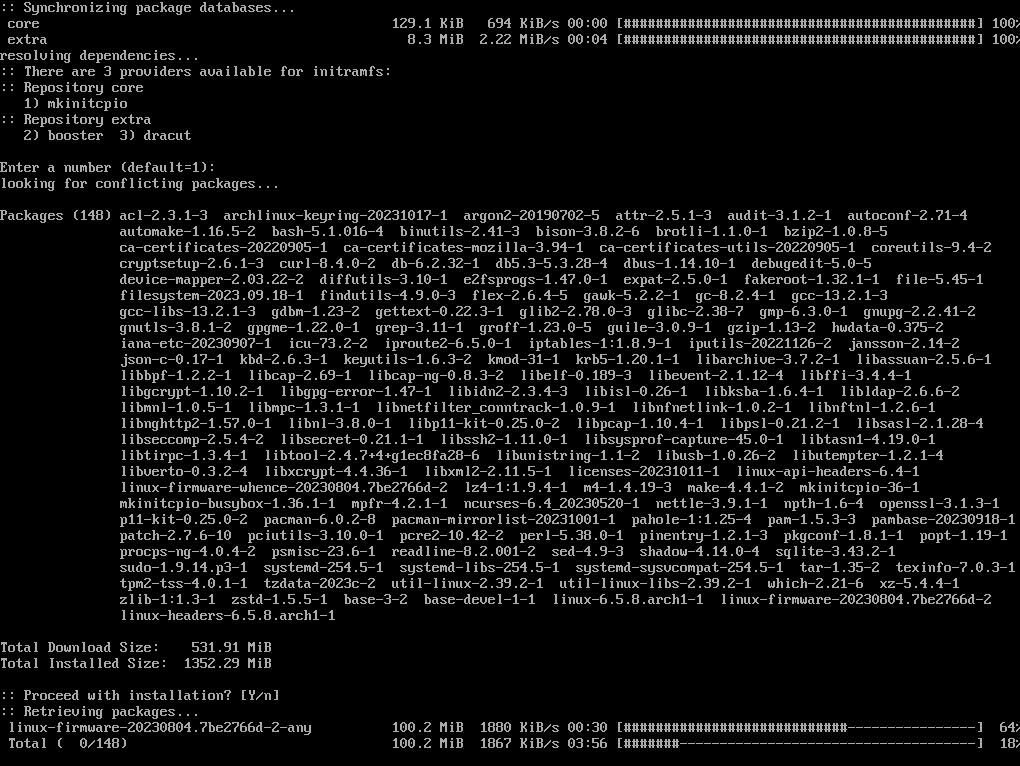 :: Synchronizing package databases...
 core                                            129.1 KiB   694 KiB/s 00:00 [############################################] 100%
 extra                                             8.3 MiB  2.22 MiB/s 00:04 [############################################] 100%
resolving dependencies...
:: There are 3 providers available for initramfs:
:: Repository core
   1) mkinitcpio
:: Repository extra
   2) booster  3) dracut

Enter a number (default=1):
looking for conflicting packages...

Packages (148) acl-2.3.1-3  archlinux-keyring-20231017-1  argon2-20190702-5  attr-2.5.1-3  audit-3.1.2-1  autoconf-2.71-4
               automake-1.16.5-2  bash-5.1.016-4  binutils-2.41-3  bison-3.8.2-6  brotli-1.1.0-1  bzip2-1.0.8-5
               ca-certificates-20220905-1  ca-certificates-mozilla-3.94-1  ca-certificates-utils-20220905-1  coreutils-9.4-2
               cryptsetup-2.6.1-3  curl-8.4.0-2  db-6.2.32-1  db5.3-5.3.28-4  dbus-1.14.10-1  debugedit-5.0-5
               device-mapper-2.03.22-2  diffutils-3.10-1  e2fsprogs-1.47.0-1  expat-2.5.0-1  fakeroot-1.32.1-1  file-5.45-1
               filesystem-2023.09.18-1  findutils-4.9.0-3  flex-2.6.4-5  gawk-5.2.2-1  gc-8.2.4-1  gcc-13.2.1-3
               gcc-libs-13.2.1-3  gdbm-1.23-2  gettext-0.22.3-1  glib2-2.78.0-3  glibc-2.38-7  gmp-6.3.0-1  gnupg-2.2.41-2
               gnutls-3.8.1-2  gpgme-1.22.0-1  grep-3.11-1  groff-1.23.0-5  guile-3.0.9-1  gzip-1.13-2  hwdata-0.375-2
               iana-etc-20230907-1  icu-73.2-2  iproute2-6.5.0-1  iptables-1:1.8.9-1  iputils-20221126-2  jansson-2.14-2
               json-c-0.17-1  kbd-2.6.3-1  keyutils-1.6.3-2  kmod-31-1  krb5-1.20.1-1  libarchive-3.7.2-1  libassuan-2.5.6-1
               libbpf-1.2.2-1  libcap-2.69-1  libcap-ng-0.8.3-2  libelf-0.189-3  libevent-2.1.12-4  libffi-3.4.4-1
               libgcrypt-1.10.2-1  libgpg-error-1.47-1  libidn2-2.3.4-3  libisl-0.26-1  libksba-1.6.4-1  libldap-2.6.6-2
               libmnl-1.0.5-1  libmpc-1.3.1-1  libnetfilter_conntrack-1.0.9-1  libnfnetlink-1.0.2-1  libnftnl-1.2.6-1
               libnghttp2-1.57.0-1  libnl-3.8.0-1  libp11-kit-0.25.0-2  libpcap-1.10.4-1  libpsl-0.21.2-1  libsasl-2.1.28-4
               libseccomp-2.5.4-2  libsecret-0.21.1-1  libssh2-1.11.0-1  libsysprof-capture-45.0-1  libtasn1-4.19.0-1
               libtirpc-1.3.4-1  libtool-2.4.7+4+g1ec8fa28-6  libunistring-1.1-2  libusb-1.0.26-2  libutempter-1.2.1-4
               libverto-0.3.2-4  libxcrypt-4.4.36-1  libxml2-2.11.5-1  licenses-20231011-1  linux-api-headers-6.4-1
               linux-firmware-whence-20230804.7be2766d-2  lz4-1:1.9.4-1  m4-1.4.19-3  make-4.4.1-2  mkinitcpio-36-1
               mkinitcpio-busybox-1.36.1-1  mpfr-4.2.1-1  ncurses-6.4_20230520-1  nettle-3.9.1-1  npth-1.6-4  openssl-3.1.3-1
               p11-kit-0.25.0-2  pacman-6.0.2-8  pacman-mirrorlist-20231001-1  pahole-1:1.25-4  pam-1.5.3-3  pambase-20230918-1
               patch-2.7.6-10  pciutils-3.10.0-1  pcre2-10.42-2  perl-5.38.0-1  pinentry-1.2.1-3  pkgconf-1.8.1-1  popt-1.19-1
               procps-ng-4.0.4-2  psmisc-23.6-1  readline-8.2.001-2  sed-4.9-3  shadow-4.14.0-4  sqlite-3.43.2-1
               sudo-1.9.14.p3-1  systemd-254.5-1  systemd-libs-254.5-1  systemd-sysvcompat-254.5-1  tar-1.35-2  texinfo-7.0.3-1
               tpm2-tss-4.0.1-1  tzdata-2023c-2  util-linux-2.39.2-1  util-linux-libs-2.39.2-1  which-2.21-6  xz-5.4.4-1
               zlib-1:1.3-1  zstd-1.5.5-1  base-3-2  base-devel-1-1  linux-6.5.8.arch1-1  linux-firmware-20230804.7be2766d-2
               linux-headers-6.5.8.arch1-1

Total Download Size:    531.91 MiB
Total Installed Size:  1352.29 MiB

:: Proceed with installation? [Y/n]
:: Retrieving packages...
 linux-firmware-20230804.7be2766d-2-any          100.2 MiB  1880 KiB/s 00:30 [############################----------------]  64%
 Total (  0/148)                                 100.2 MiB  1867 KiB/s 03:56 [#######-------------------------------------]  18%